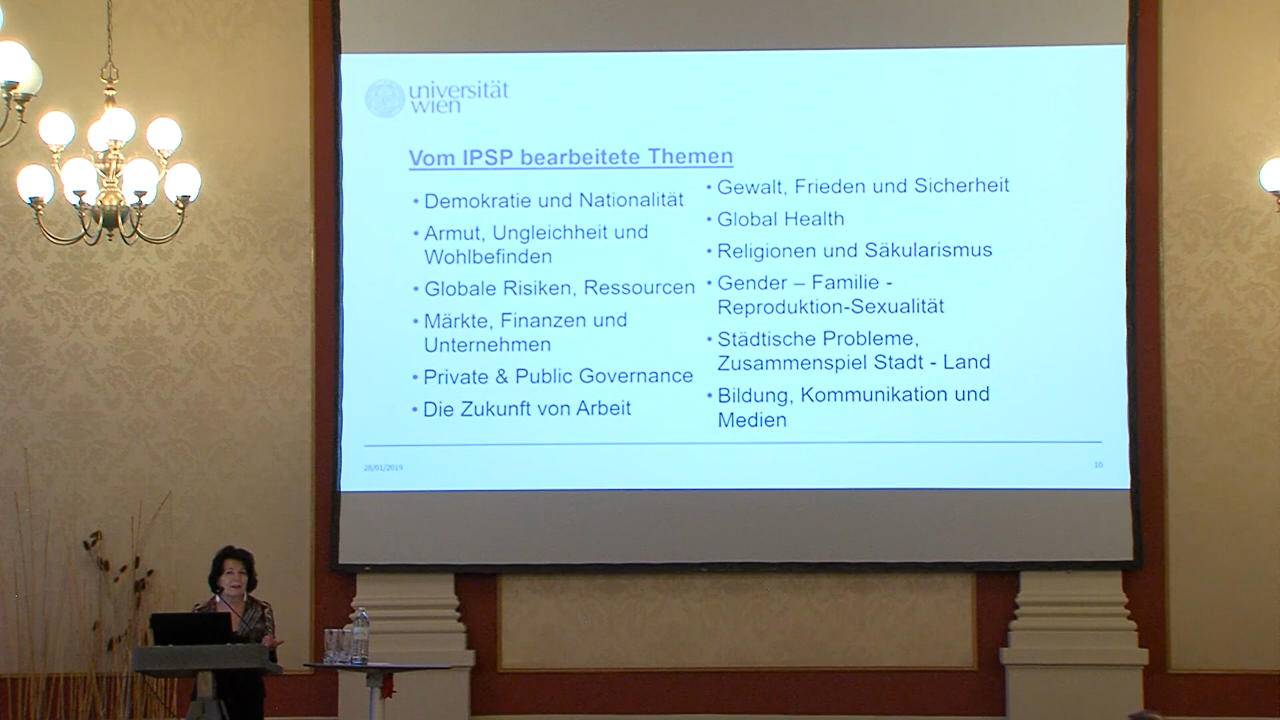 universität
wien
Vom IPSP bearbeitete Themen
• Demokratie und Nationalität
• Armut, Ungleichheit und
Wohlbefinden
• Globale Risiken, Ressourcen
• Märkte, Finanzen und
Unternehmen
• Private & Public Governance
• Die Zukunft von Arbeit
• Gewalt, Frieden und Sicherheit
• Global Health
• Religionen und Säkularismus
• Gender – Familie -
Reproduktion-Sexualität
• Städtische Probleme,
Zusammenspiel Stadt - Land
• Bildung, Kommunikation und
Medien
28/01/2019
10